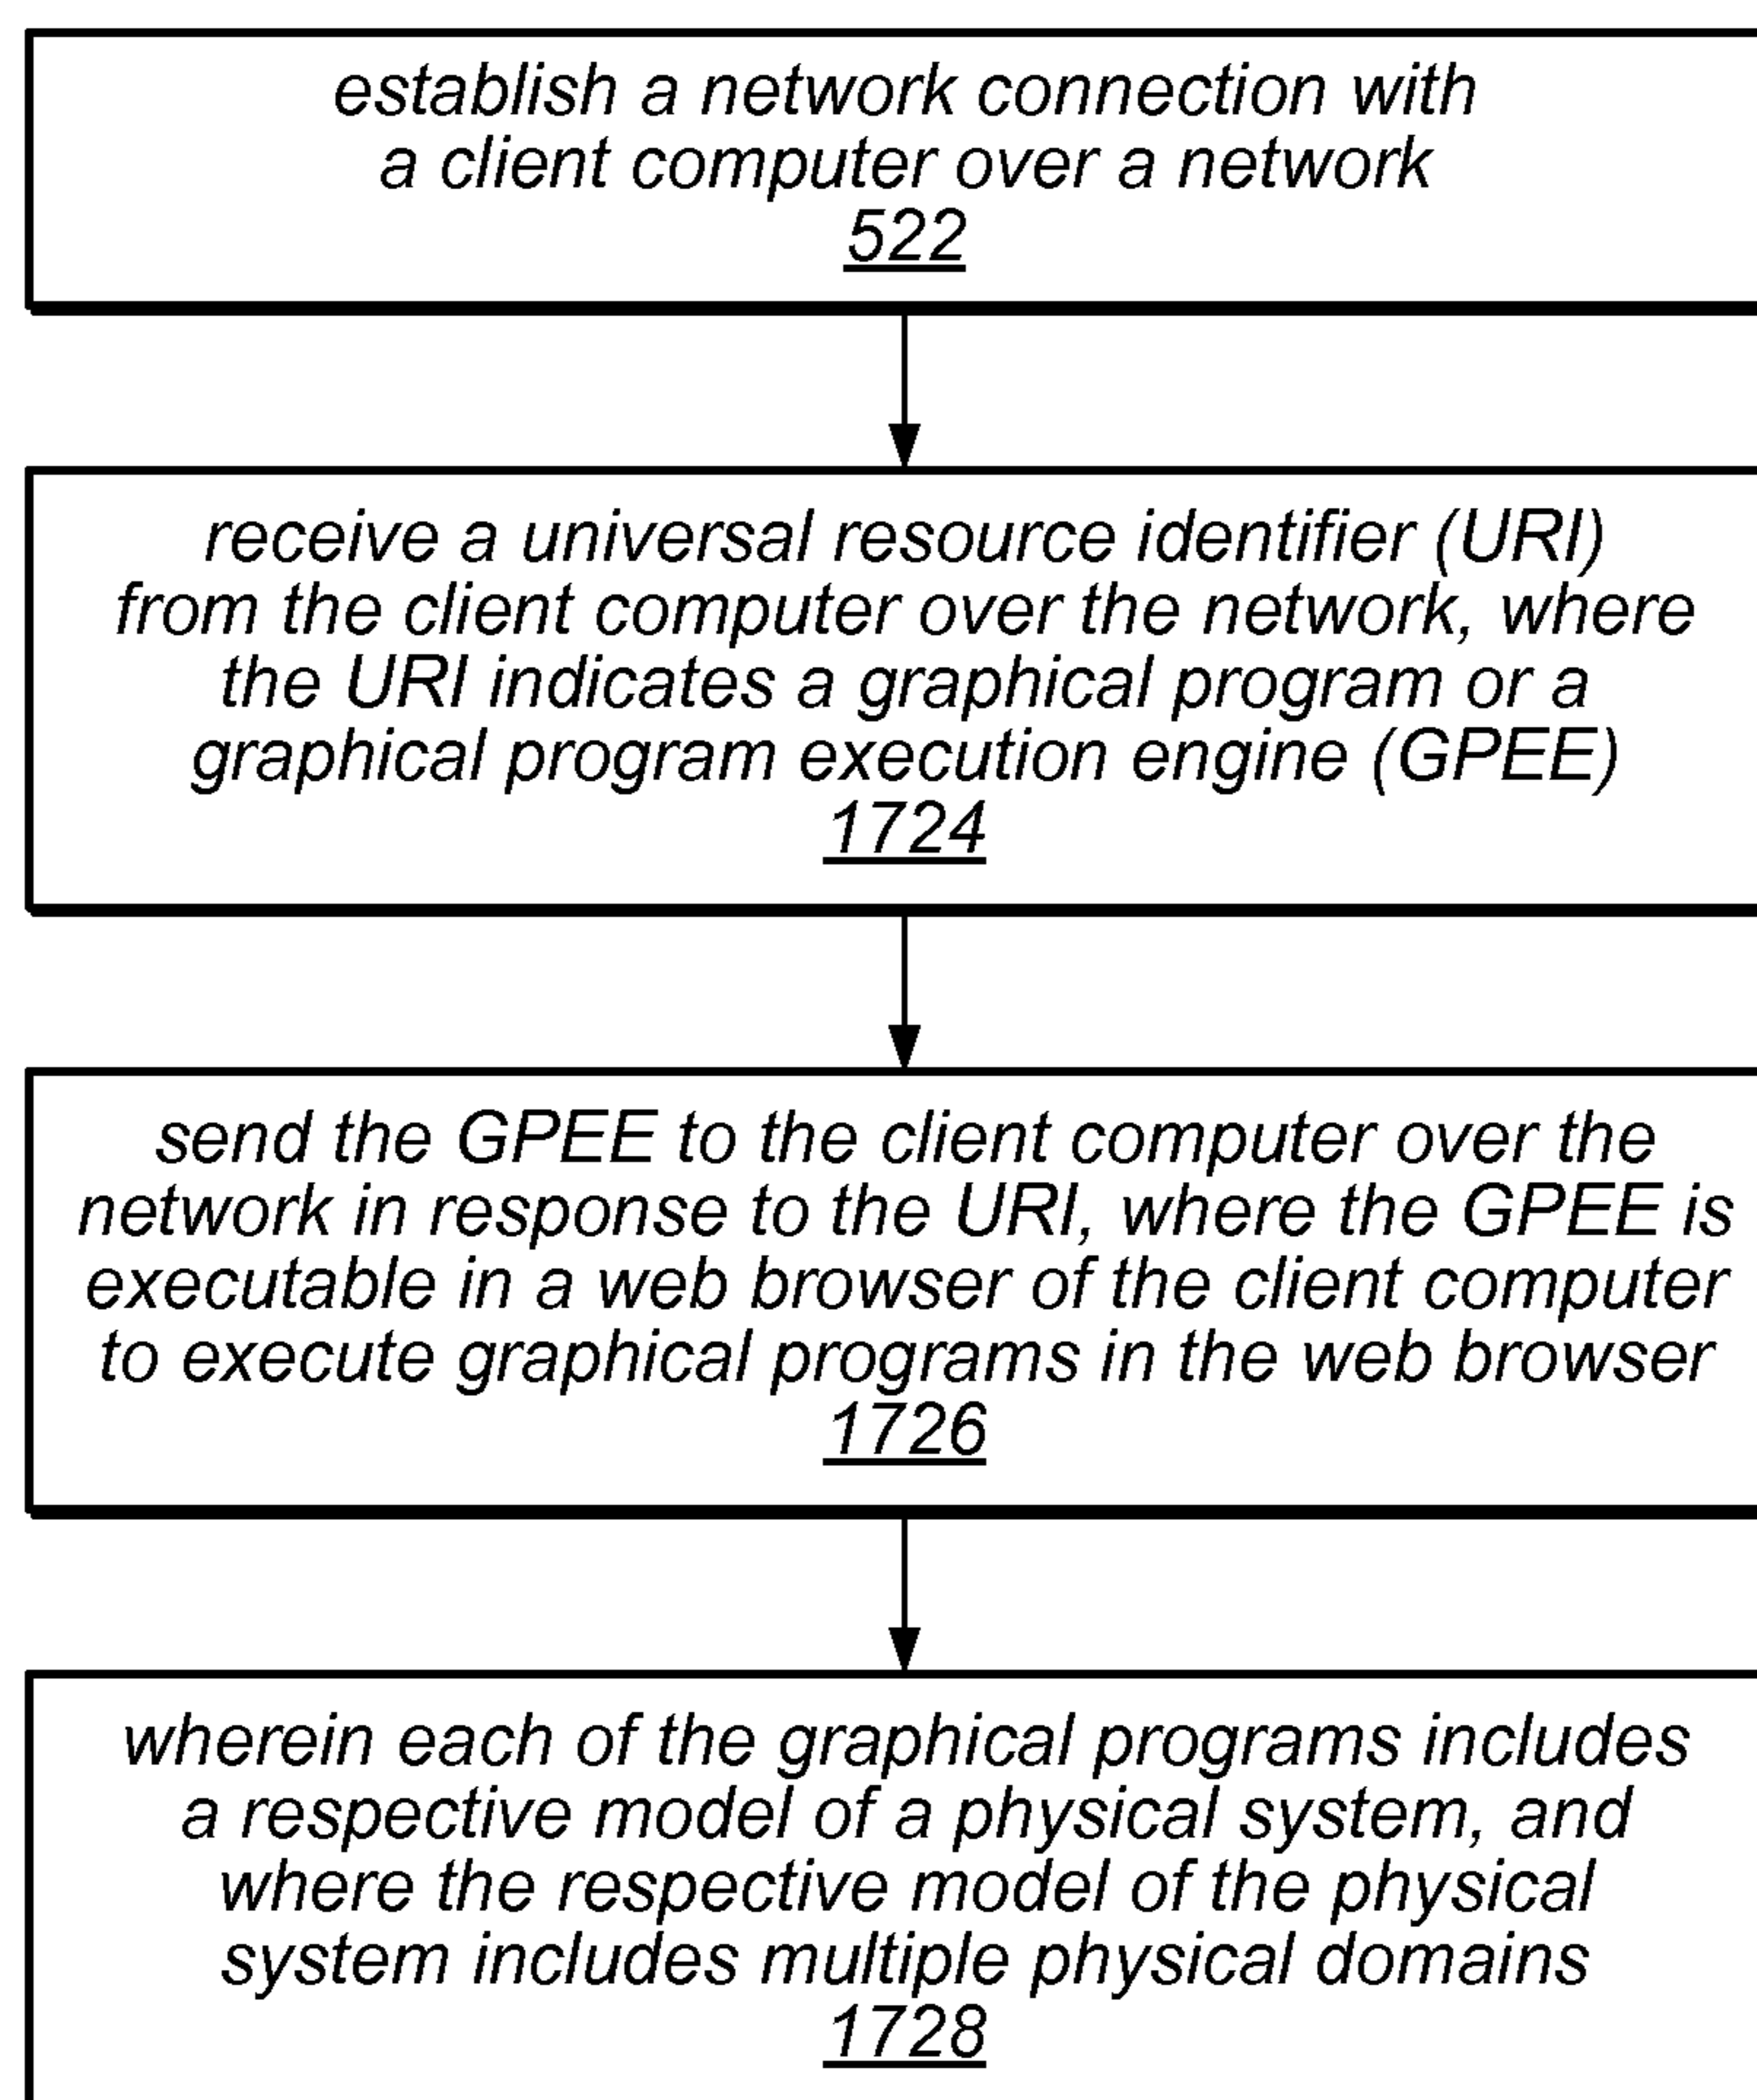 establish a network connection with
a client computer over a network
522
receive a universal resource identifier (URI)
from the client computer over the network, where
the URI indicates a graphical program or a
graphical program execution engine (GPEE)
1724
send the GPEE to the client computer over the
network in response to the URI, where the GPEE is
executable in a web browser of the client computer
to execute graphical programs in the web browser
1726
wherein each of the graphical programs includes
a respective model of a physical system, and
where the respective model of the physical
system includes multiple physical domains
1728